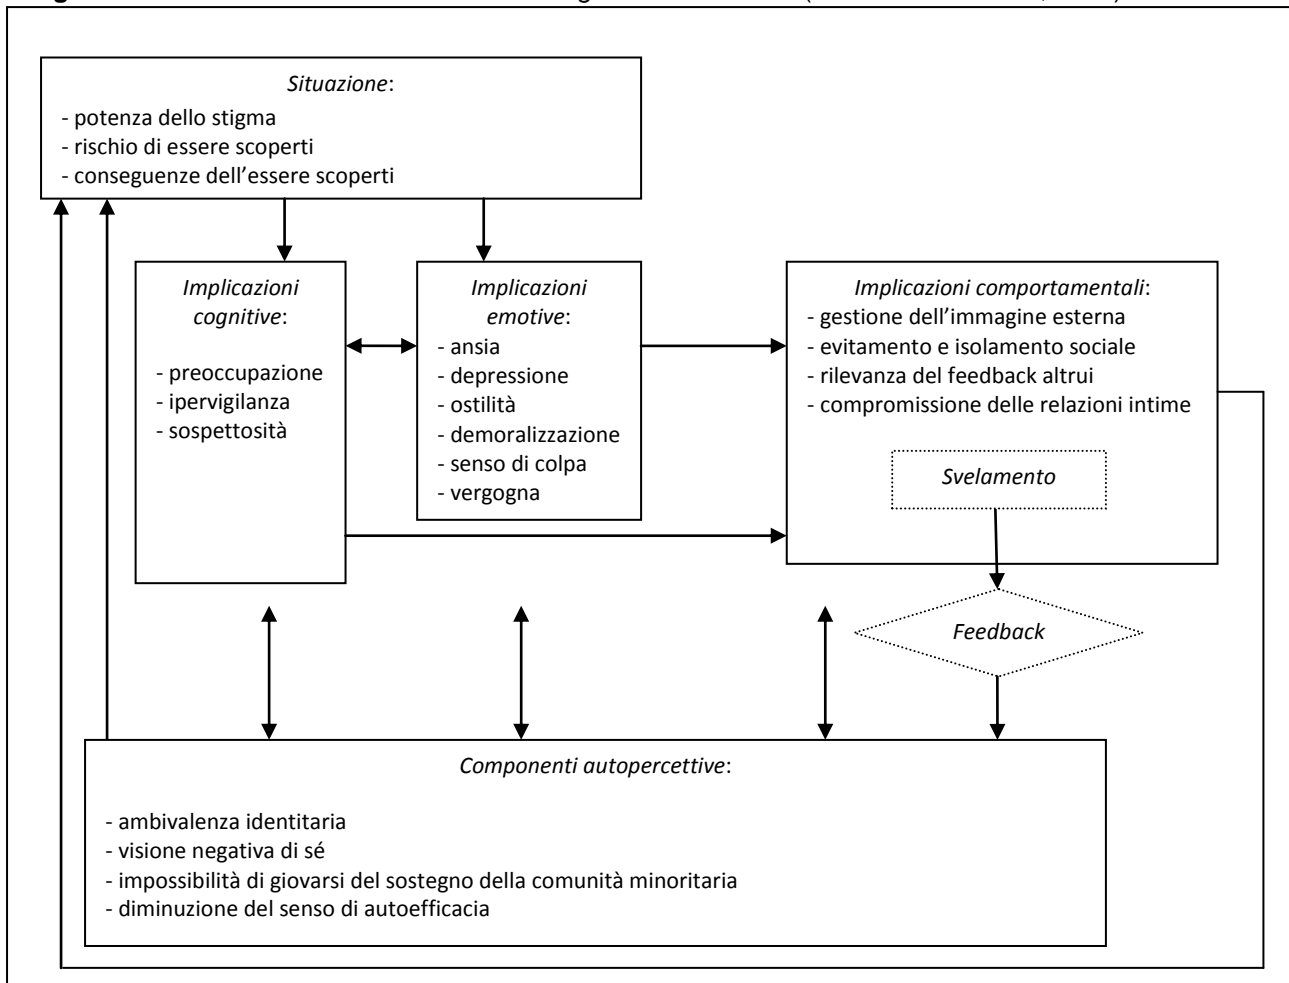 Situazione:
- potenza dello stigma
- rischio di essere scoperti
- conseguenze dell’essere scoperti
Implicazioni
cognitive:
- preoccupazione
- ipervigilanza
- sospettosità
Implicazioni
emotive:
- ansia
- depressione
- ostilità
- demoralizzazione
- senso di colpa
- vergogna
Implicazioni comportamentali:
- gestione dell’immagine esterna
- evitamento e isolamento sociale
- rilevanza del feedback altrui
- compromissione delle relazioni intime
Svelamento
Feedback
Componenti autopercettive:
- ambivalenza identitaria
- visione negativa di sé
- impossibilità di giovarsi del sostegno della comunità minoritaria
- diminuzione del senso di autoefficacia